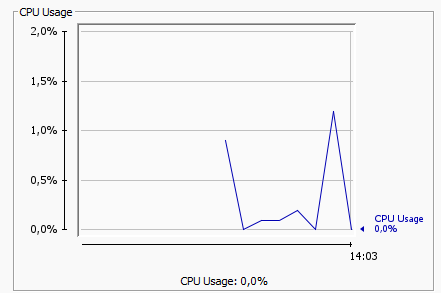 CPU Usage
2,0%
1,5%
1,0%
0,5%
0,0%
CPU Usage
0,0%
14:03
CPU Usage: 0,0%